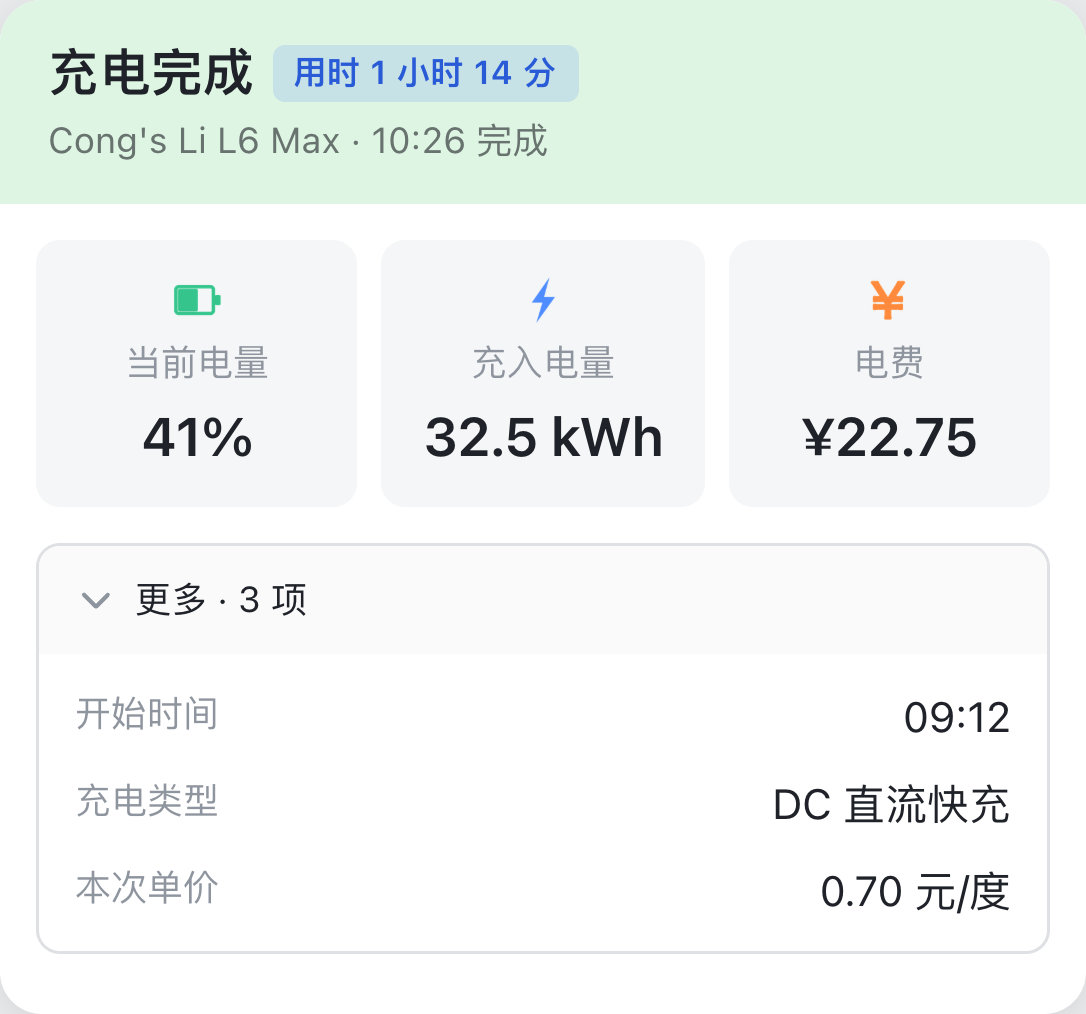 充电完成 用时 1 小时 14 分
Cong's Li L6 Max · 10:26 完成
当前电量 充入电量 电费
41% 32.5 kWh ¥22.75
更多 · 3 项
开始时间 09:12
充电类型 DC 直流快充
本次单价 0.70 元/度